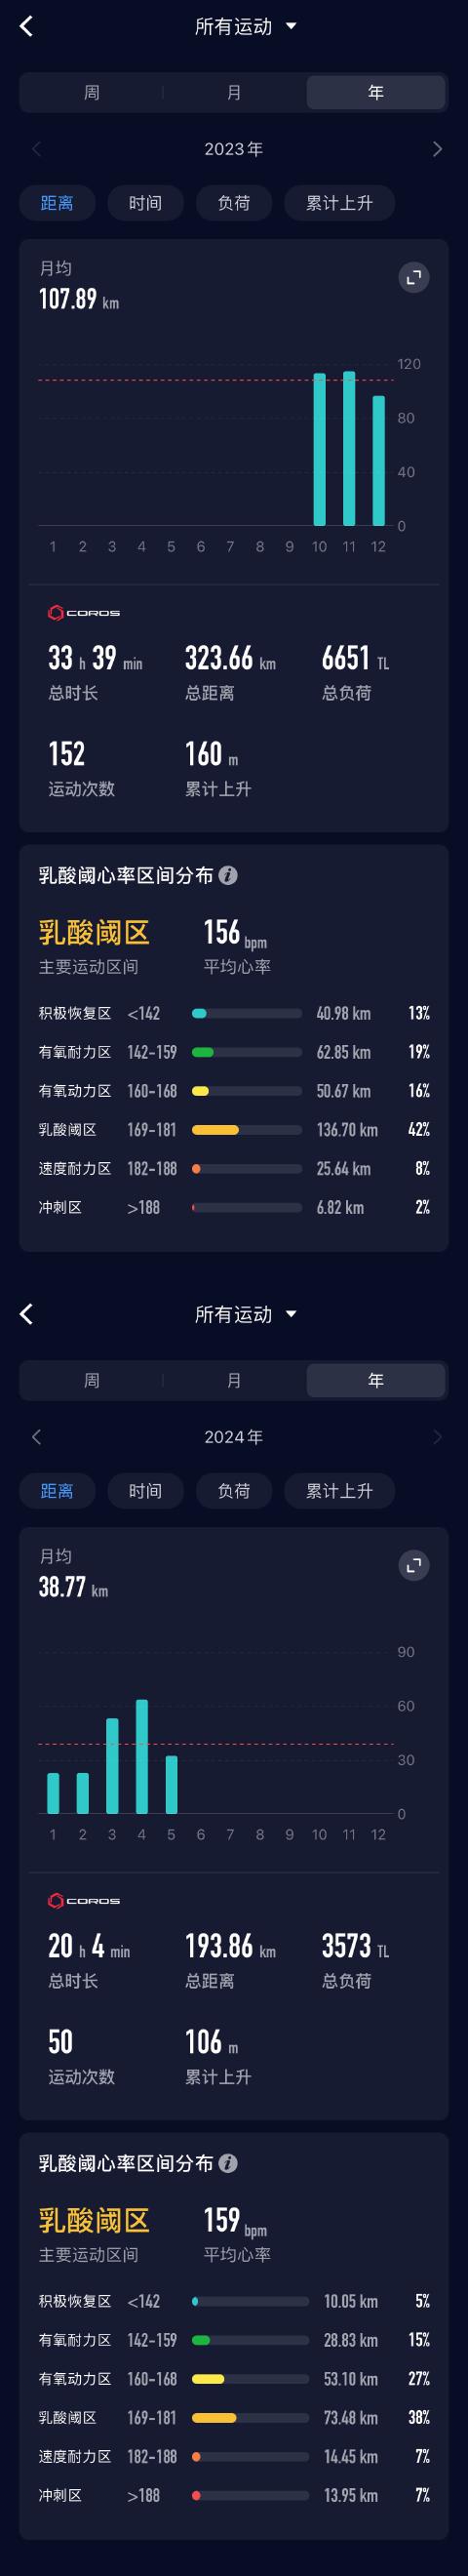 所有运动
周 月 年
2023年
距离 时间 负荷 累计上升
月均
107.89 km
120
80
40
0
1 2 3 4 5 6 7 8 9 10 11 12
COROS
33 h 39 min 323.66 km 6651 TL
总时长 总距离 总负荷
152 160 m
运动次数 累计上升
乳酸阈心率区间分布
乳酸阈区 156 bpm
主要运动区间 平均心率
积极恢复区 <142 40.98 km 13%
有氧耐力区 142-159 62.85 km 19%
有氧动力区 160-168 50.67 km 16%
乳酸阈区 169-181 136.70 km 42%
速度耐力区 182-188 25.64 km 8%
冲刺区 >188 6.82 km 2%
所有运动
周 月 年
2024年
距离 时间 负荷 累计上升
月均
38.77 km
90
60
30
0
1 2 3 4 5 6 7 8 9 10 11 12
COROS
20 h 4 min 193.86 km 3573 TL
总时长 总距离 总负荷
50 106 m
运动次数 累计上升
乳酸阈心率区间分布
乳酸阈区 159 bpm
主要运动区间 平均心率
积极恢复区 <142 10.05 km 5%
有氧耐力区 142-159 28.83 km 15%
有氧动力区 160-168 53.10 km 27%
乳酸阈区 169-181 73.48 km 38%
速度耐力区 182-188 14.45 km 7%
冲刺区 >188 13.95 km 7%